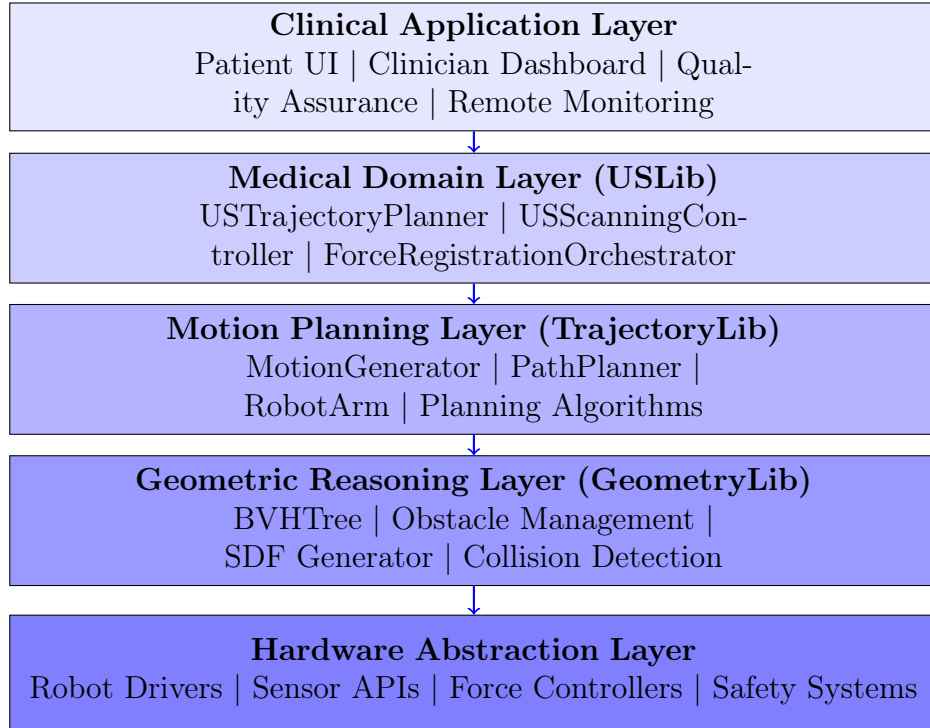 Clinical Application Layer
Patient UI | Clinician Dashboard | Qual-
ity Assurance | Remote Monitoring
Medical Domain Layer (USLib)
USTrajectoryPlanner | USScanningCon-
troller | ForceRegistrationOrchestrator
Motion Planning Layer (TrajectoryLib)
MotionGenerator | PathPlanner |
RobotArm | Planning Algorithms
Geometric Reasoning Layer (GeometryLib)
BVHTree | Obstacle Management |
SDF Generator | Collision Detection
Hardware Abstraction Layer
Robot Drivers | Sensor APIs | Force Controllers | Safety Systems